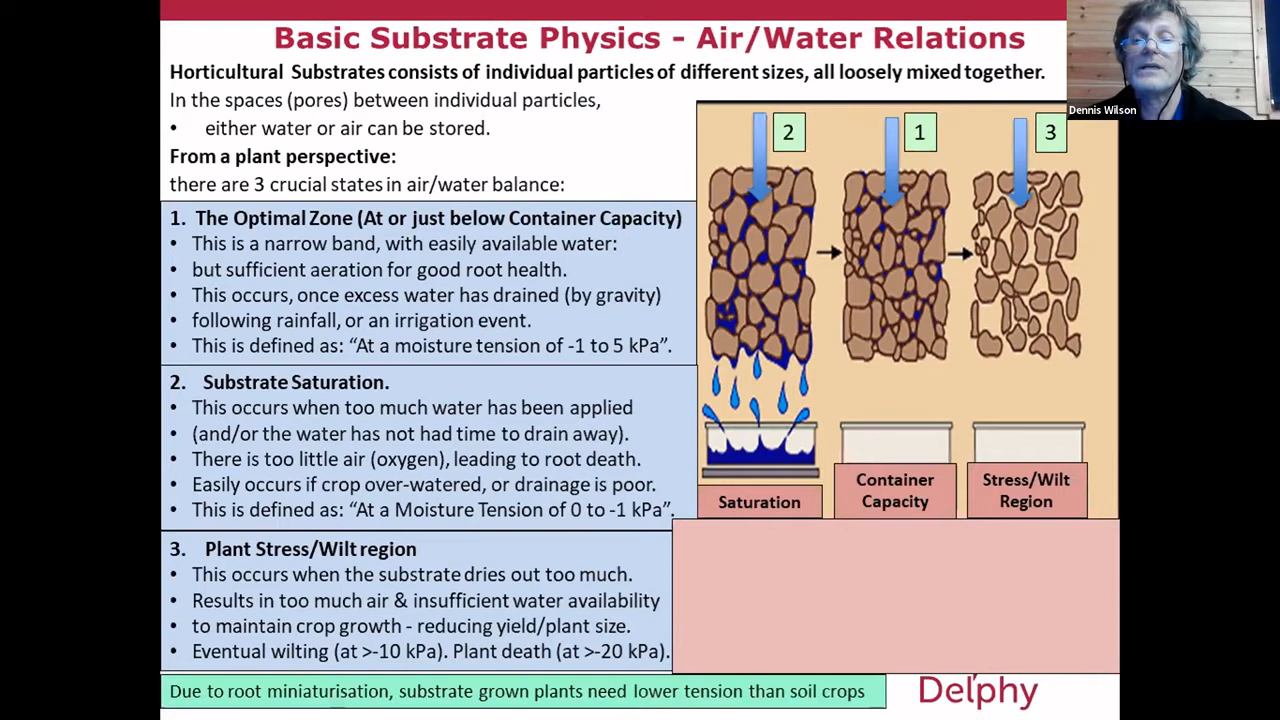 Basic Substrate Physics - Air/Water Relations
Horticultural Substrates consists of individual particles of different sizes, all loosely mixed together.
In the spaces (pores) between individual particles,
• either water or air can be stored.
From a plant perspective:
there are 3 crucial states in air/water balance:
1. The Optimal Zone (At or just below Container Capacity)
• This is a narrow band, with easily available water:
• but sufficient aeration for good root health.
• This occurs, once excess water has drained (by gravity)
• following rainfall, or an irrigation event.
• This is defined as: “At a moisture tension of -1 to 5 kPa”.
2. Substrate Saturation.
• This occurs when too much water has been applied
• (and/or the water has not had time to drain away).
• There is too little air (oxygen), leading to root death.
• Easily occurs if crop over-watered, or drainage is poor.
• This is defined as: “At a Moisture Tension of 0 to -1 kPa”.
3. Plant Stress/Wilt region
• This occurs when the substrate dries out too much.
• Results in too much air & insufficient water availability
• to maintain crop growth - reducing yield/plant size.
• Eventual wilting (at >-10 kPa). Plant death (at >-20 kPa).
Due to root miniaturisation, substrate grown plants need lower tension than soil crops
2
1
3
Saturation
Container
Capacity
Stress/Wilt
Region
Delphy
Dennis Wilson